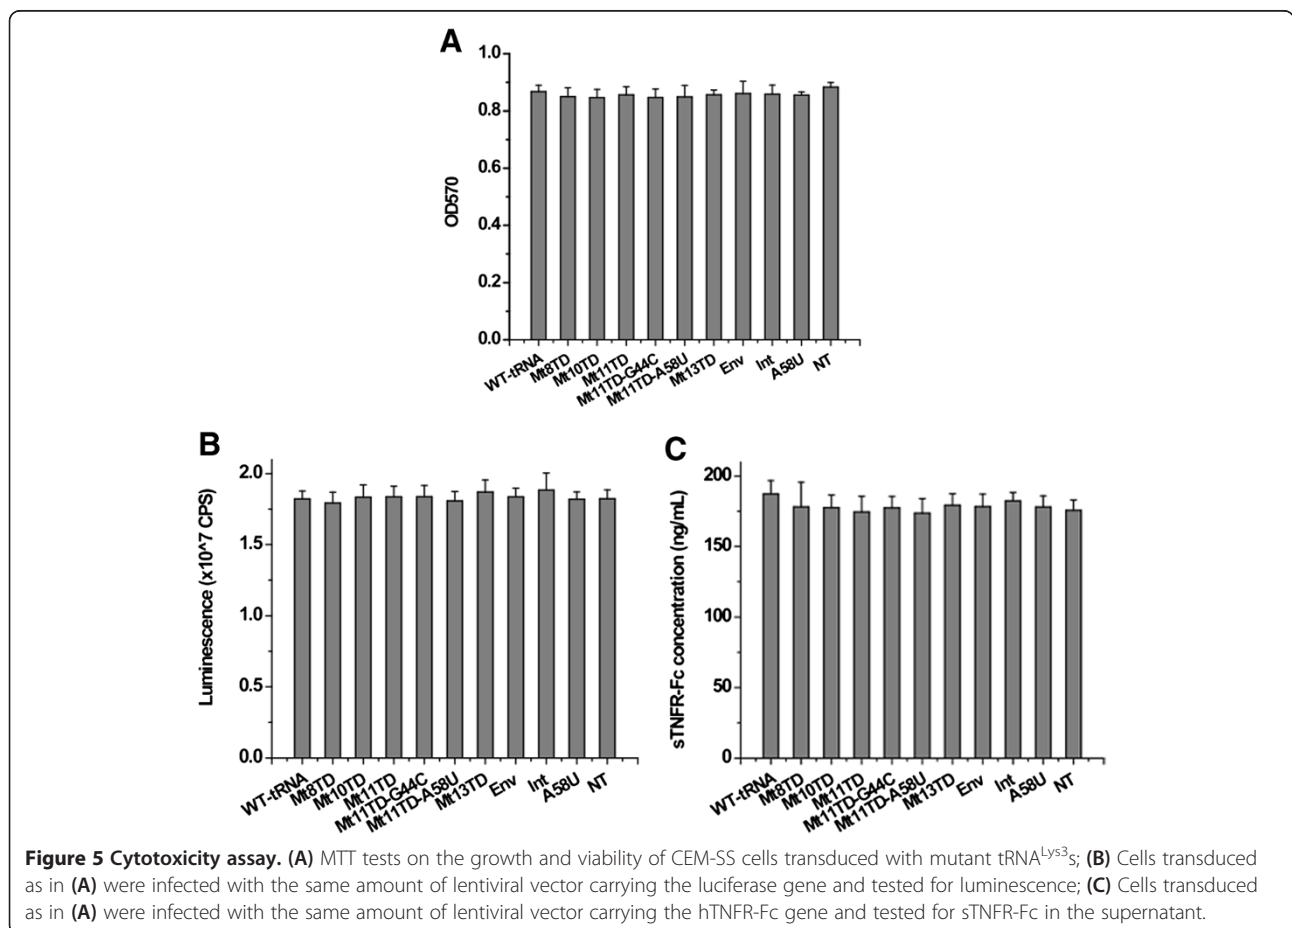 A
1.0
0.8
0.6
0.4
0.2
0.0
OD570
WT-tRNA
Mt8TD
Mt10TD
Mt11TD
Mt11TD-G44C
Mt11TD-A58U
Mt13TD
Env
Int
A58U
NT
B
2.0
1.5
1.0
0.5
0.0
Luminescence (x10^7 CPS)
WT-tRNA
Mt8TD
Mt10TD
Mt11TD
Mt11TD-G44C
Mt11TD-A58U
Mt13TD
Env
Int
A58U
NT
C
200
150
100
50
0
sTNFR-Fc concentration (ng/mL)
WT-tRNA
Mt8TD
Mt10TD
Mt11TD
Mt11TD-G44C
Mt11TD-A58U
Mt13TD
Env
Int
A58U
NT
Figure 5 Cytotoxicity assay. (A) MTT tests on the growth and viability of CEM-SS cells transduced with mutant tRNA^Lys3s; (B) Cells transduced
as in (A) were infected with the same amount of lentiviral vector carrying the luciferase gene and tested for luminescence; (C) Cells transduced
as in (A) were infected with the same amount of lentiviral vector carrying the hTNFR-Fc gene and tested for sTNFR-Fc in the supernatant.